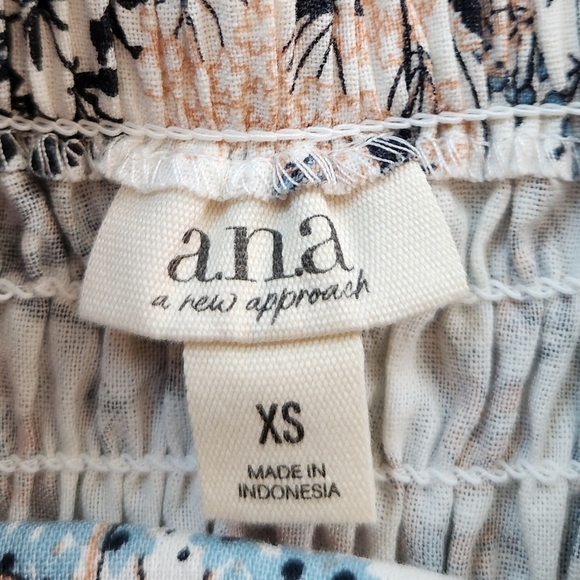 a.n.a
a new approach
XS
MADE IN
INDONESIA